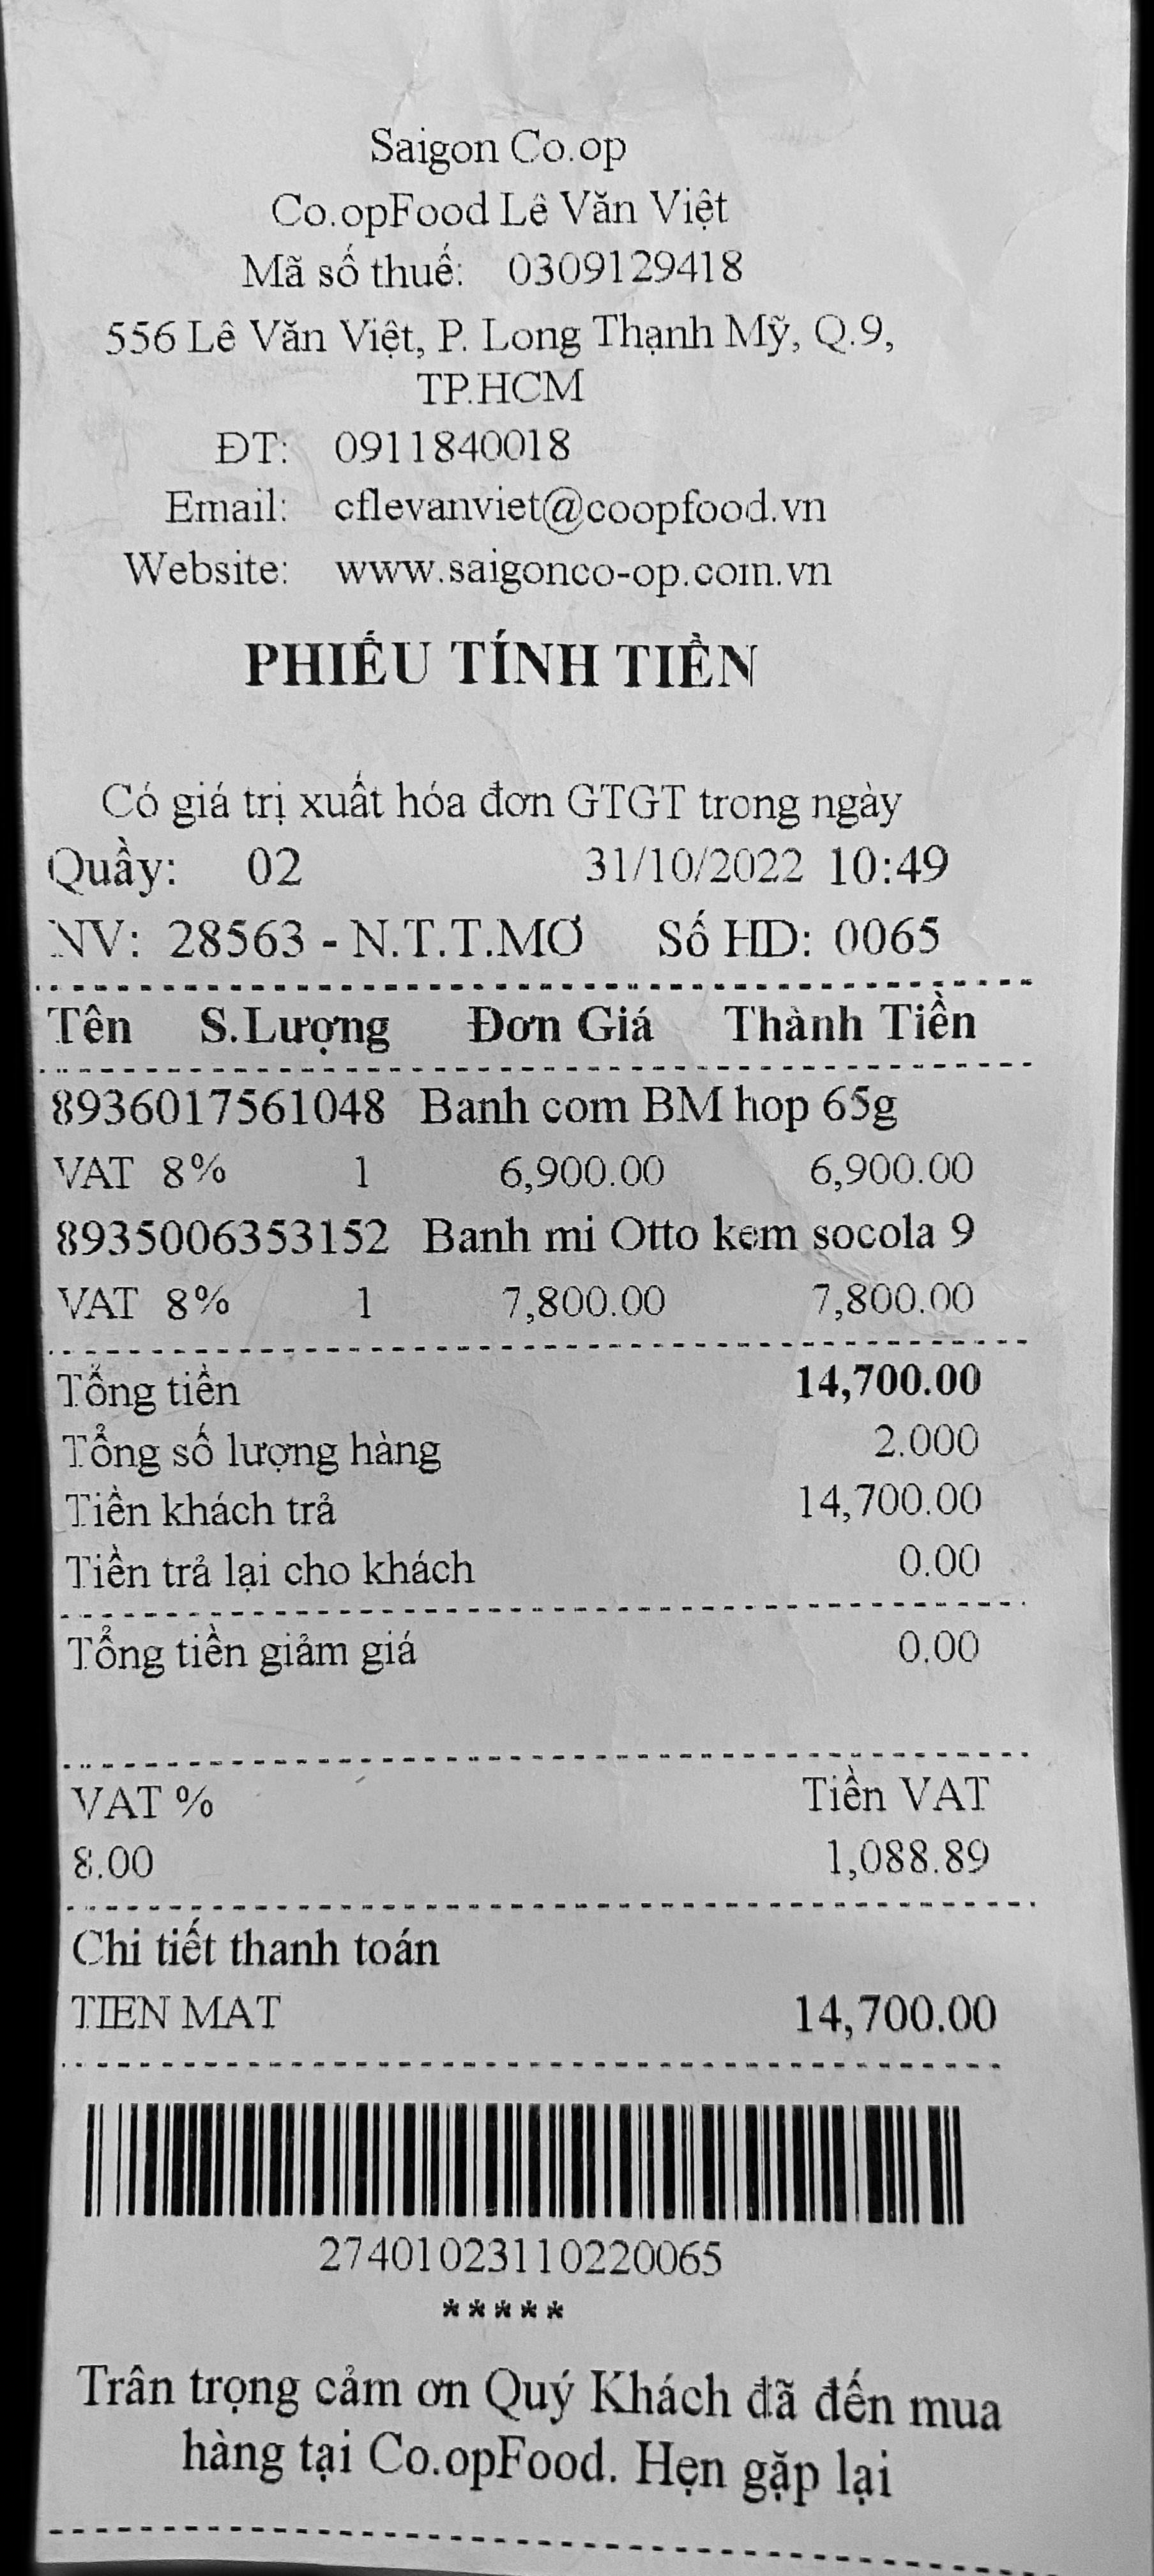 Saigon Co.op
Co.opFood Lê Văn Việt
Mã số thuế: 0309129418
556 Lê Văn Việt, P. Long Thạnh Mỹ, Q.9,
TP.HCM
ĐT: 0911840018
Email: cflevanviet@coopfood.vn
Website: www.saigonco-op.com.vn
PHIẾU TÍNH TIỀN
Có giá trị xuất hóa đơn GTGT trong ngày
Quầy: 02 31/10/2022 10:49
NV: 28563 - N.T.T.MƠ Số HD: 0065
Tên S.Lượng Đơn Giá Thành Tiền
8936017561048 Banh com BM hop 65g
VAT 8% 1 6,900.00 6,900.00
8935006353152 Banh mi Otto kem socola 9
VAT 8% 1 7,800.00 7,800.00
Tổng tiền 14,700.00
Tổng số lượng hàng 2.000
Tiền khách trả 14,700.00
Tiền trả lại cho khách 0.00
Tổng tiền giảm giá 0.00
VAT % Tiền VAT
8.00 1,088.89
Chi tiết thanh toán
TIEN MAT 14,700.00
27401023110220065
*****
Trân trọng cảm ơn Quý Khách đã đến mua
hàng tại Co.opFood. Hẹn gặp lại